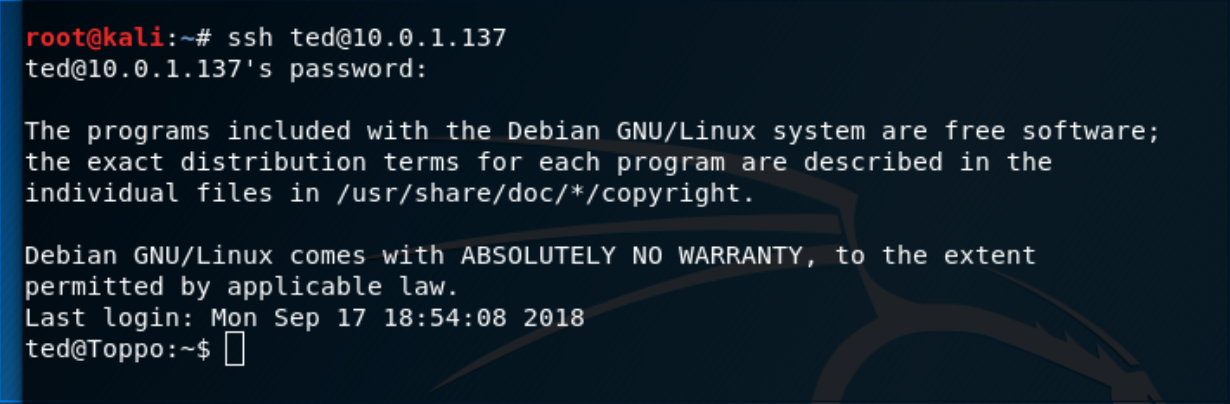 root@kali:~# ssh ted@10.0.1.137
ted@10.0.1.137's password:
The programs included with the Debian GNU/Linux system are free software;
the exact distribution terms for each program are described in the
individual files in /usr/share/doc/*/copyright.
Debian GNU/Linux comes with ABSOLUTELY NO WARRANTY, to the extent
permitted by applicable law.
Last login: Mon Sep 17 18:54:08 2018
ted@Toppo:~$